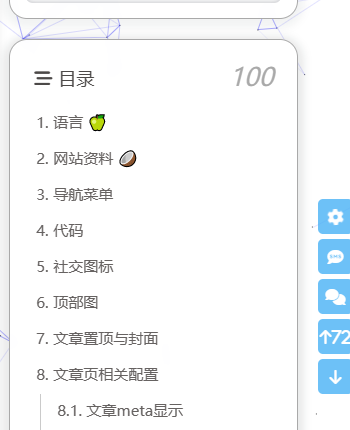 目录 100
1. 语言 🍏
2. 网站资料 🥥
3. 导航菜单
4. 代码
5. 社交图标
6. 顶部图
7. 文章置顶与封面
8. 文章页相关配置
8.1. 文章meta显示
SMS
↑72
↓